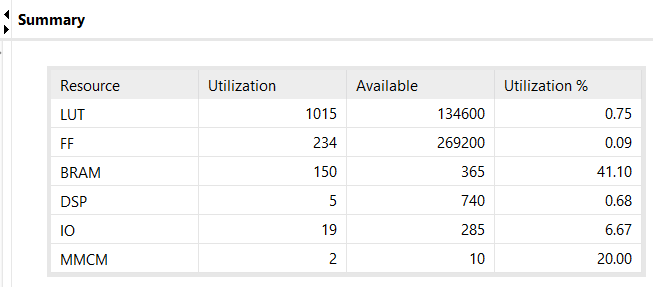 Summary
Resource Utilization Available Utilization %
LUT 1015 134600 0.75
FF 234 269200 0.09
BRAM 150 365 41.10
DSP 5 740 0.68
IO 19 285 6.67
MMCM 2 10 20.00